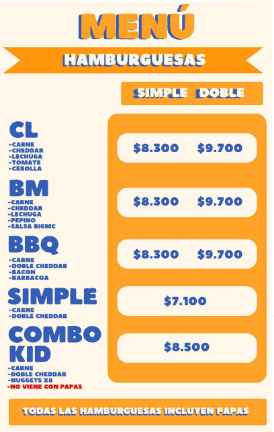 MENÚ
HAMBURGUESAS
SIMPLE DOBLE
CL
-CARNE
-CHEDDAR
-LECHUGA
-TOMATE
-CEBOLLA
$8.300 $9.700
BM
-CARNE
-CHEDDAR
-LECHUGA
-PEPINO
-SALSA BIGMC
$8.300 $9.700
BBQ
-CARNE
-DOBLE CHEDDAR
-BACON
-BARBACOA
$8.300 $9.700
SIMPLE
-CARNE
-DOBLE CHEDDAR
$7.100
COMBO
KID
-CARNE
-DOBLE CHEDDAR
-NUGGETS X8
-NO VIENE CON PAPAS
$8.500
TODAS LAS HAMBURGUESAS INCLUYEN PAPAS